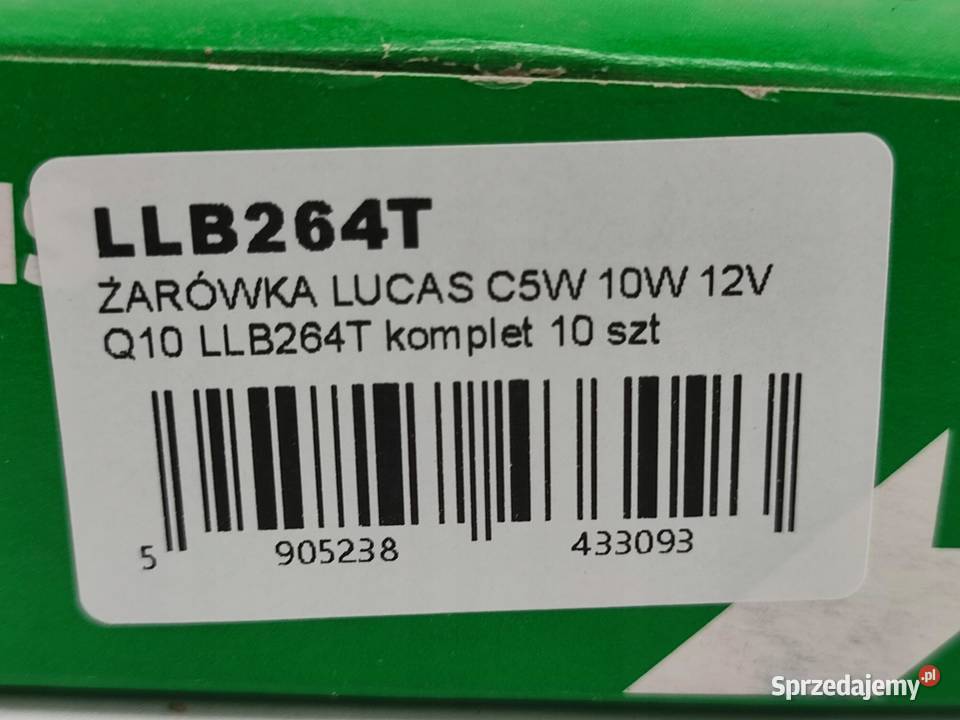 LLB264T
ŻARÓWKA LUCAS C5W 10W 12V
Q10 LLB264T komplet 10 szt
5 905238 433093
Sprzedajemy.pl